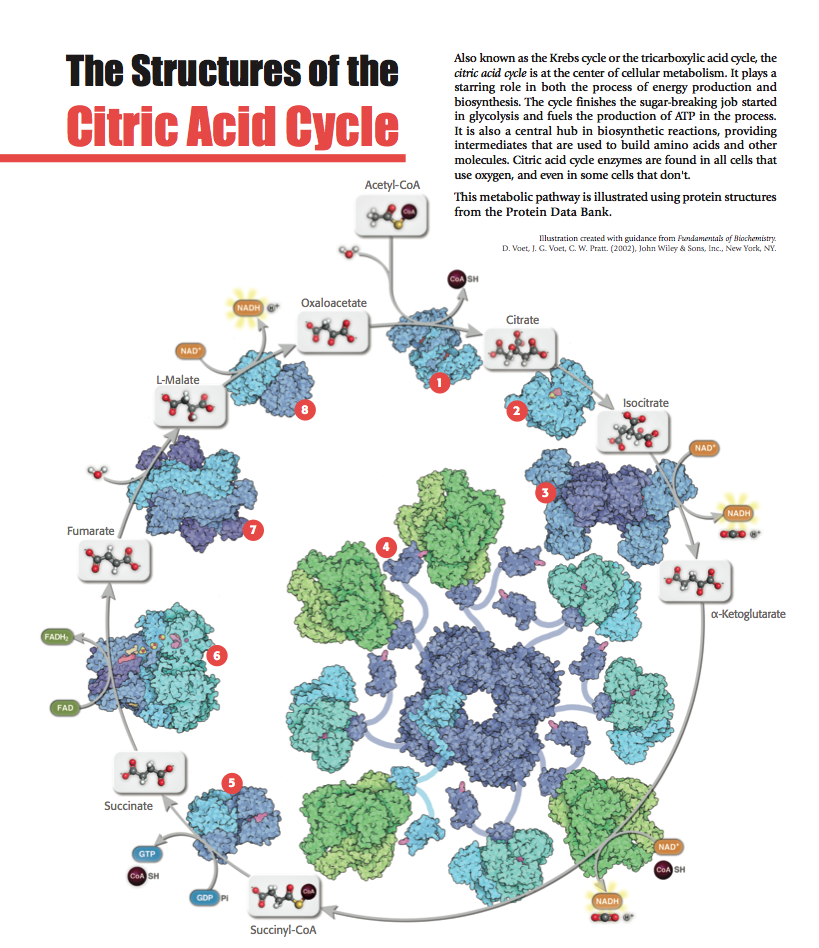 The Structures of the
Citric Acid Cycle
Also known as the Krebs cycle or the tricarboxylic acid cycle, the
citric acid cycle is at the center of cellular metabolism. It plays a
starring role in both the process of energy production and
biosynthesis. The cycle finishes the sugar-breaking job started
in glycolysis and fuels the production of ATP in the process.
It is also a central hub in biosynthetic reactions, providing
intermediates that are used to build amino acids and other
molecules. Citric acid cycle enzymes are found in all cells that
use oxygen, and even in some cells that don't.
This metabolic pathway is illustrated using protein structures
from the Protein Data Bank.
Illustration created with guidance from Fundamentals of Biochemistry.
D. Voet, J. G. Voet, C. W. Pratt. (2002), John Wiley & Sons, Inc., New York, NY.
Acetyl-CoA
CoA
CoA SH
NADH H⁺
Oxaloacetate
Citrate
NAD⁺
L-Malate
1
8
2
Isocitrate
NAD⁺
3
NADH
H⁺
7
Fumarate
4
α-Ketoglutarate
FADH₂
6
FAD
5
Succinate
GTP
CoA SH
GDP Pi
CoA
Succinyl-CoA
NAD⁺
CoA SH
NADH
H⁺